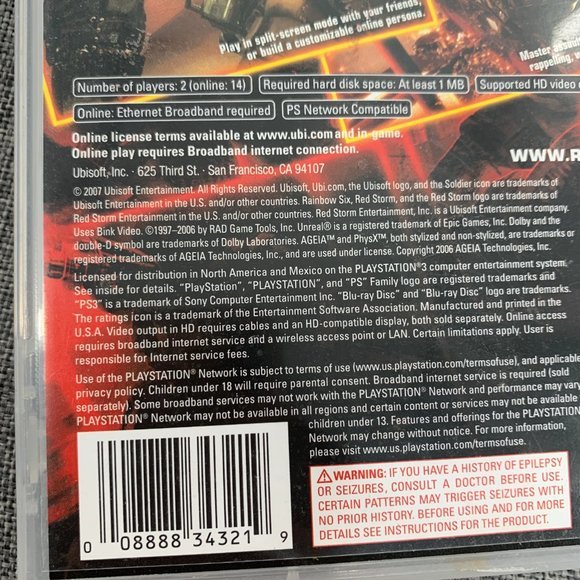 Play in split-screen mode with your friends,
or build a customizable online persona.
Master assau
rappelling,
Number of players: 2 (online: 14)
Required hard disk space: At least 1 MB
Supported HD video
Online: Ethernet Broadband required
PS Network Compatible
Online license terms available at www.ubi.com and in-game.
Online play requires Broadband internet connection.
Ubisoft, Inc. · 625 Third St. · San Francisco, CA 94107
WWW.R
© 2007 Ubisoft Entertainment. All Rights Reserved. Ubisoft, Ubi.com, the Ubisoft logo, and the Soldier icon are trademarks of
Ubisoft Entertainment in the U.S. and/or other countries. Rainbow Six, Red Storm, and the Red Storm logo are trademarks of
Red Storm Entertainment in the U.S. and/or other countries. Red Storm Entertainment, Inc. is a Ubisoft Entertainment company.
Uses Bink Video. ©1997–2006 by RAD Game Tools, Inc. Unreal® is a registered trademark of Epic Games, Inc. Dolby and the
double-D symbol are trademarks of Dolby Laboratories. AGEIA™ and PhysX™, both stylized and non-stylized, are trademarks or
registered trademarks of AGEIA Technologies, Inc., and are used under license. Copyright 2006 AGEIA Technologies, Inc.
Licensed for distribution in North America and Mexico on the PLAYSTATION®3 computer entertainment system.
See inside for details. "PlayStation", "PLAYSTATION", and "PS" Family logo are registered trademarks and
"PS3" is a trademark of Sony Computer Entertainment Inc. "Blu-ray Disc" and "Blu-ray Disc" logo are trademarks.
The ratings icon is a trademark of the Entertainment Software Association. Manufactured and printed in the
U.S.A. Video output in HD requires cables and an HD-compatible display, both sold separately. Online access
requires broadband internet service and a wireless access point or LAN. Certain limitations apply. User is
responsible for Internet service fees.
Use of the PLAYSTATION® Network is subject to terms of use (www.us.playstation.com/termsofuse), and applicable
privacy policy. Children under 18 will require parental consent. Broadband internet service is required (sold
separately). Some broadband services may not work with the PLAYSTATION® Network and performance may vary
PLAYSTATION® Network may not be available in all regions and certain content or services may not be available
children under 13. Features and offerings for the PLAYSTATION
Network may change without notice. For more information,
please visit www.us.playstation.com/termsofuse.
WARNING: IF YOU HAVE A HISTORY OF EPILEPSY
OR SEIZURES, CONSULT A DOCTOR BEFORE USE.
CERTAIN PATTERNS MAY TRIGGER SEIZURES WITH
NO PRIOR HISTORY. BEFORE USING AND FOR MORE
DETAILS SEE INSTRUCTIONS FOR THE PRODUCT.
0 08888 34321 9